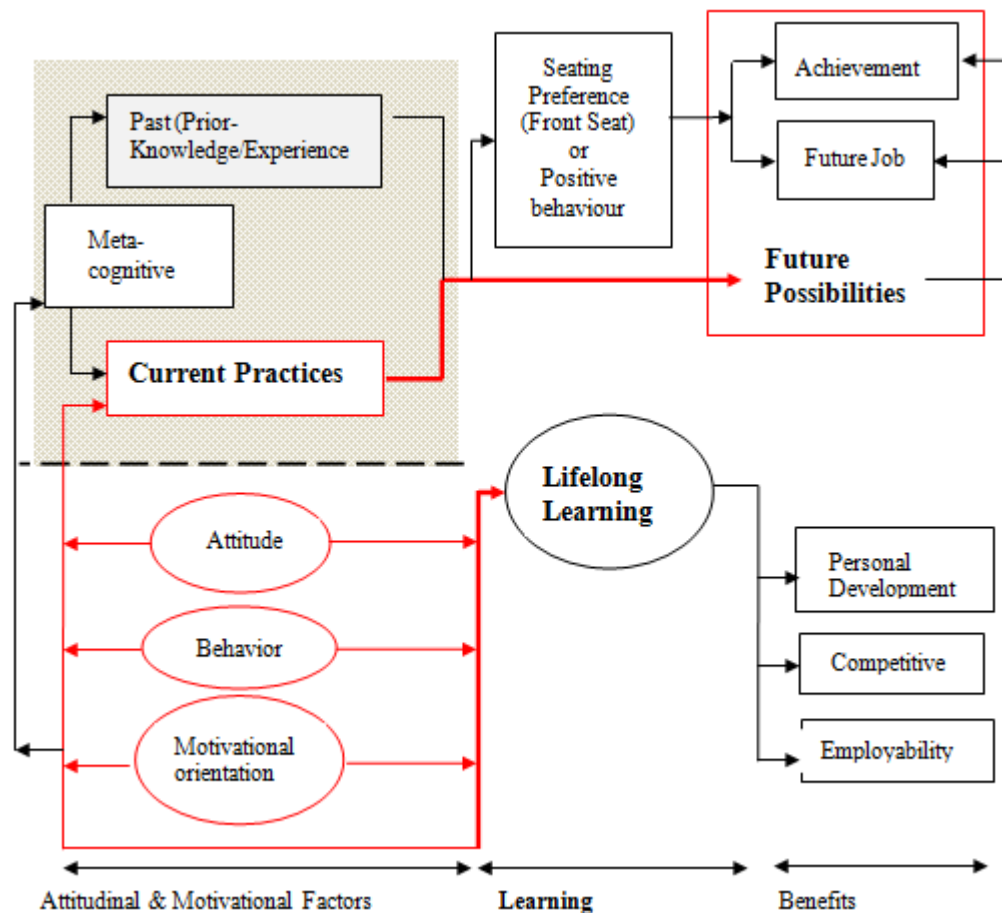 Past (Prior-
Knowledge/Experience
Meta-
cognitive
Current Practices
Seating
Preference
(Front Seat)
or
Positive
behaviour
Achievement
Future Job
Future
Possibilities
Attitude
Behavior
Motivational
orientation
Lifelong
Learning
Personal
Development
Competitive
Employability
Attitudinal & Motivational Factors
Learning
Benefits